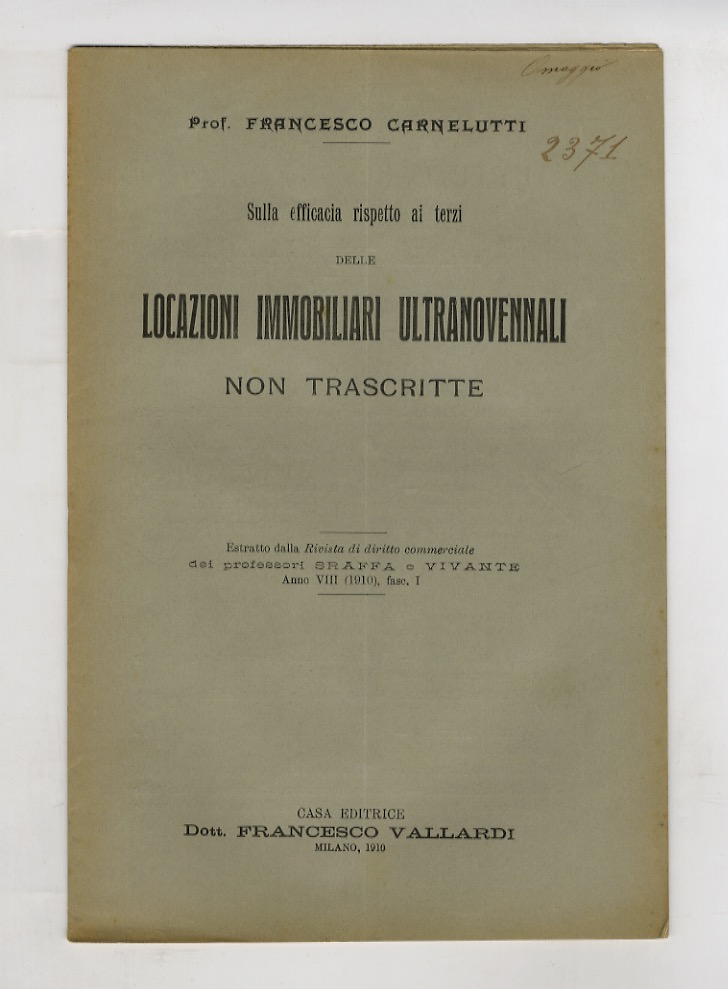 Omaggio
Prof. FRANCESCO CARNELUTTI
2371
Sulla efficacia rispetto ai terzi
DELLE
LOCAZIONI IMMOBILIARI ULTRANOVENNALI
NON TRASCRITTE
Estratto dalla Rivista di diritto commerciale
dei professori SRAFFA e VIVANTE
Anno VIII (1910), fasc. I
CASA EDITRICE
Dott. FRANCESCO VALLARDI
MILANO, 1910